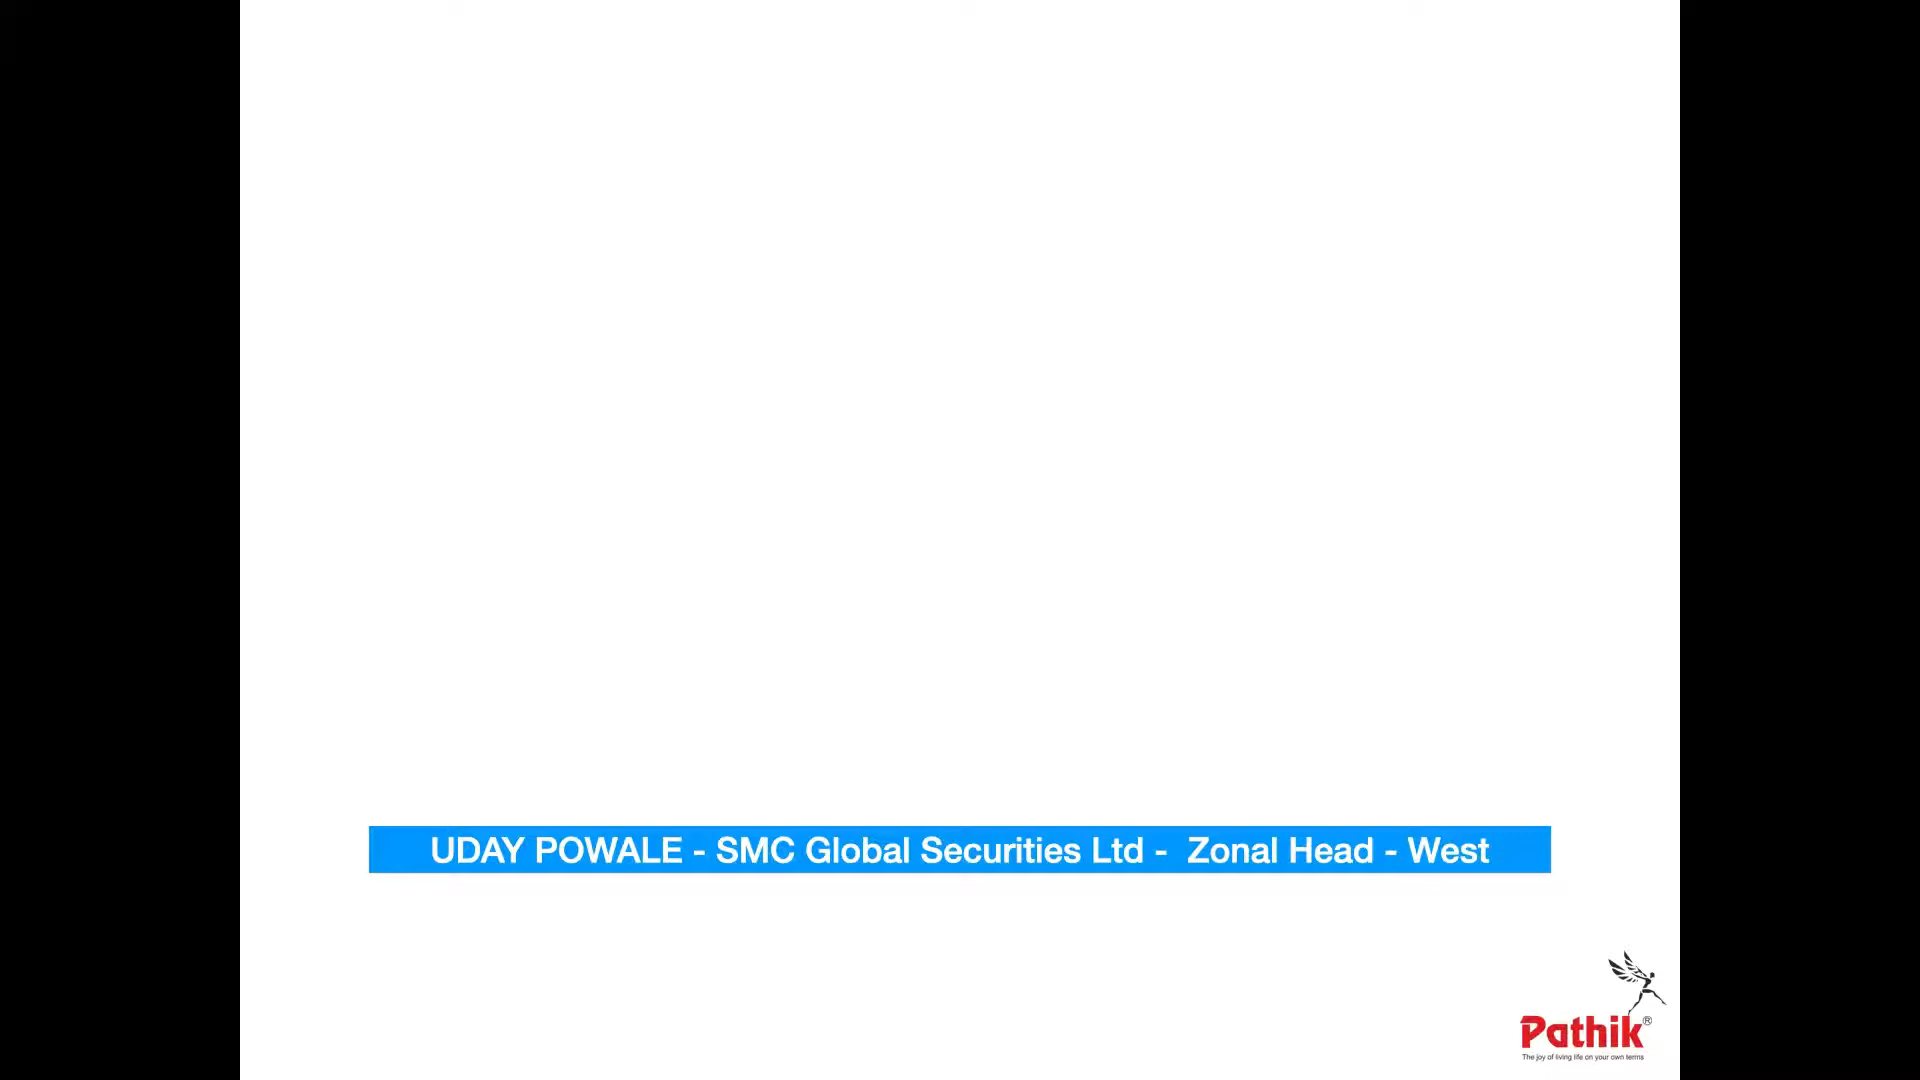 UDAY POWALE - SMC Global Securities Ltd -  Zonal Head - West
Pathik®
The joy of living life on your own terms